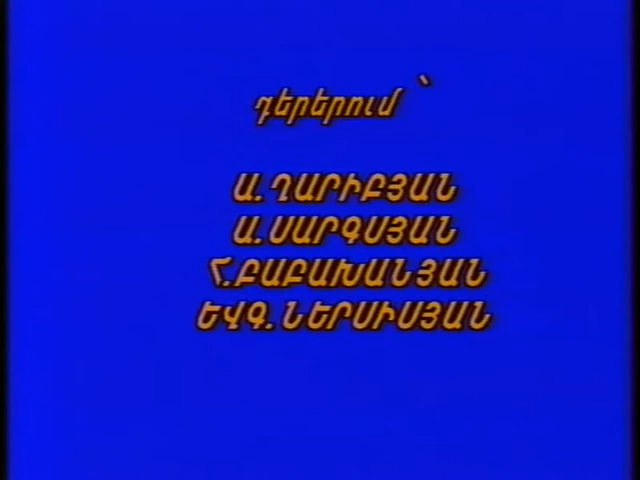 դերերում ՝
Ա. ՂԱՐԻԲՅԱՆ
Ա. ՍԱՐԳՍՅԱՆ
Հ. ԲԱԲԱԽԱՆՅԱՆ
ԵՎԳ. ՆԵՐՍԻՍՅԱՆ